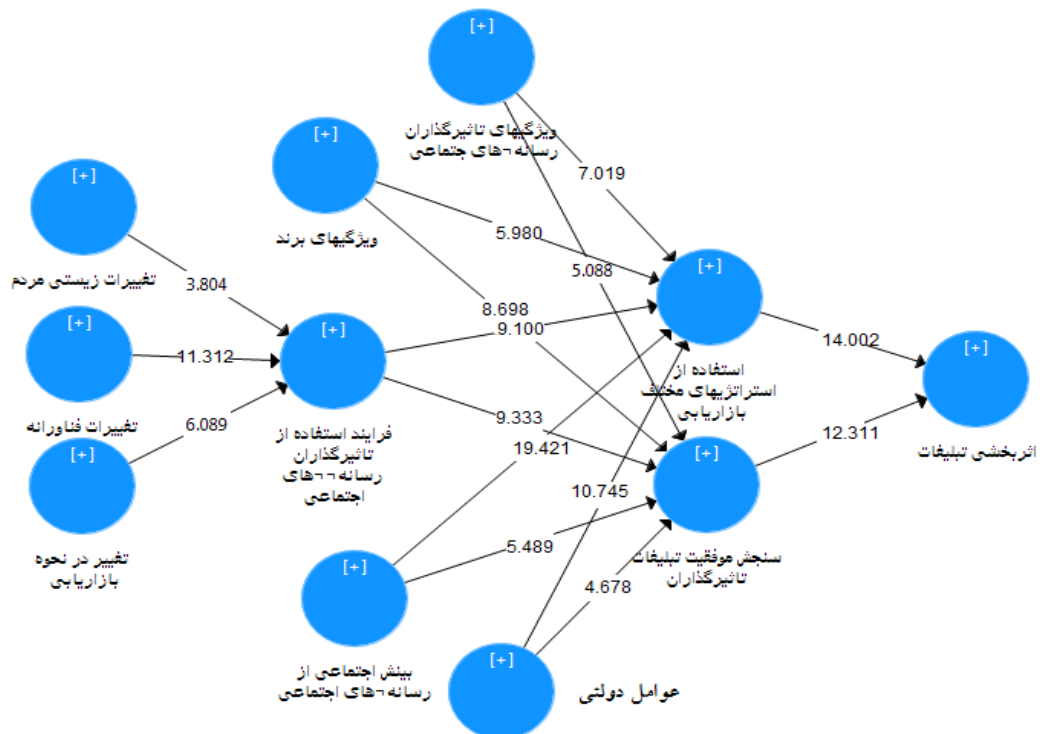 [+]
ویژگیهای تاثیرگذاران
رسانه¬های جتماعی
[+]
ویژگیهای برند
[+]
تغییرات زیستی مردم
[+]
تغییرات فناورانه
[+]
تغییر در نحوه
بازاریابی
[+]
فرایند استفاده از
تاثیرگذاران
رسانه¬¬های
اجتماعی
[+]
بینش اجتماعی از
رسانه¬های اجتماعی
[+]
عوامل دولتی
[+]
استفاده از
استراتژیهای مختلف
بازاریابی
[+]
سنجش موفقیت تبلیغات
تاثیرگذاران
[+]
اثربخشی تبلیغات
7.019
5.980
5.088
3.804
8.698
9.100
11.312
14.002
6.089
9.333
19.421
12.311
10.745
5.489
4.678